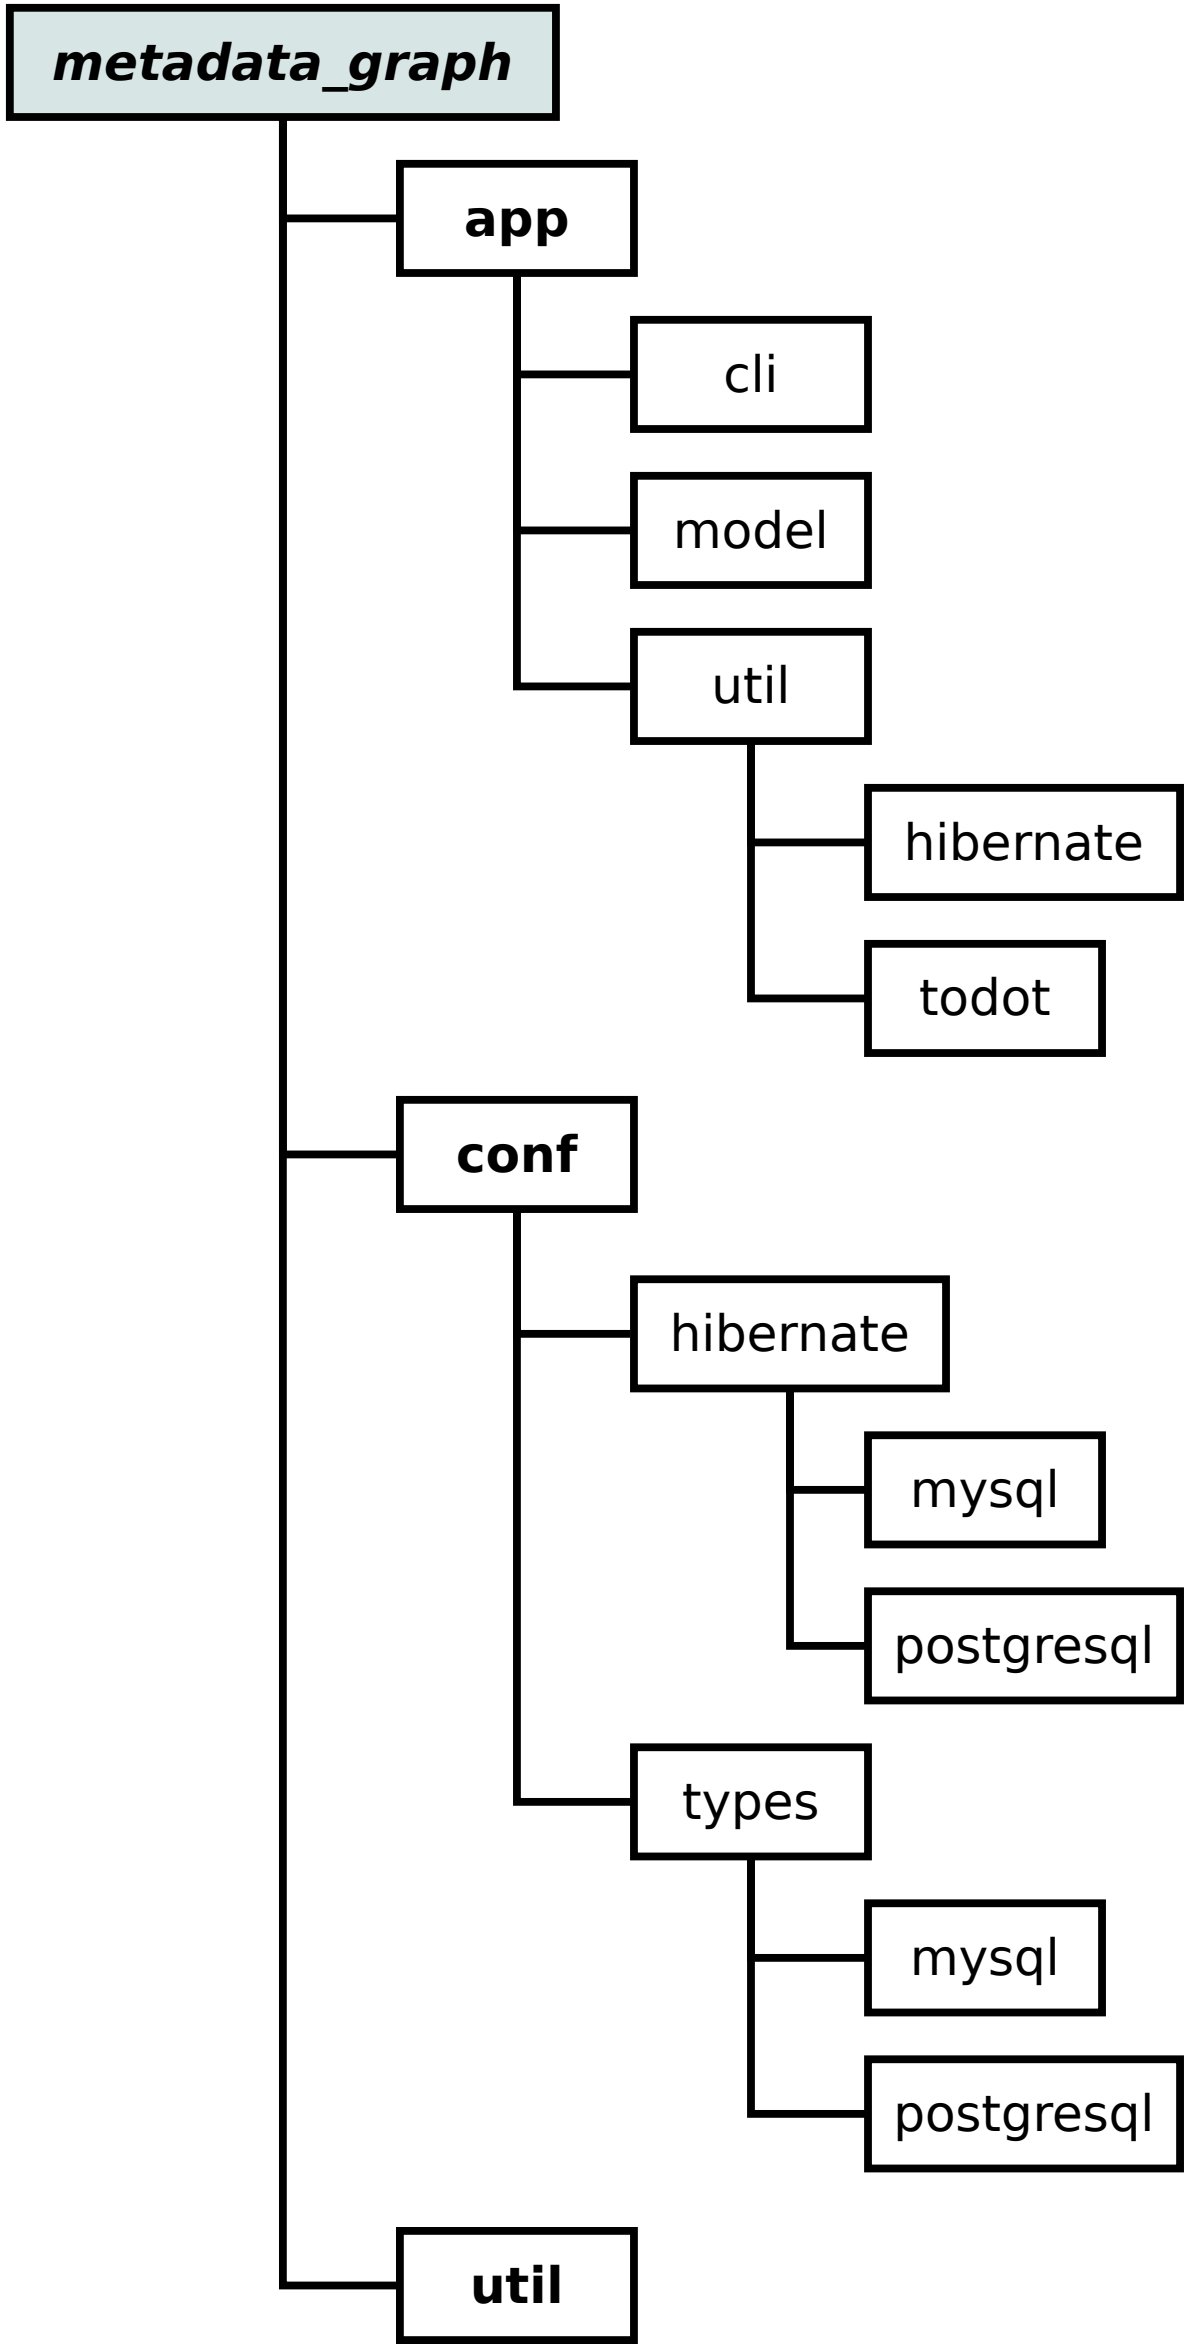 metadata_graph
app
cli
model
util
hibernate
todot
conf
hibernate
mysql
postgresql
types
mysql
postgresql
util